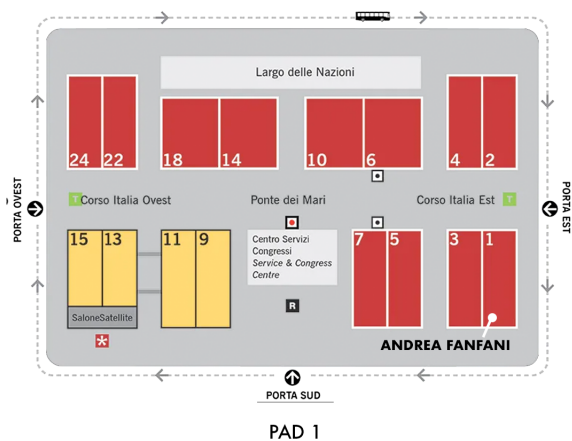 Largo delle Nazioni
24 22 18 14 10 6 4 2
T Corso Italia Ovest Ponte dei Mari Corso Italia Est T
PORTA OVEST
PORTA EST
15 13 11 9 7 5 3 1
Centro Servizi
Congressi
Service & Congress
Centre
R
SaloneSatellite
*
ANDREA FANFANI
PORTA SUD
PAD 1